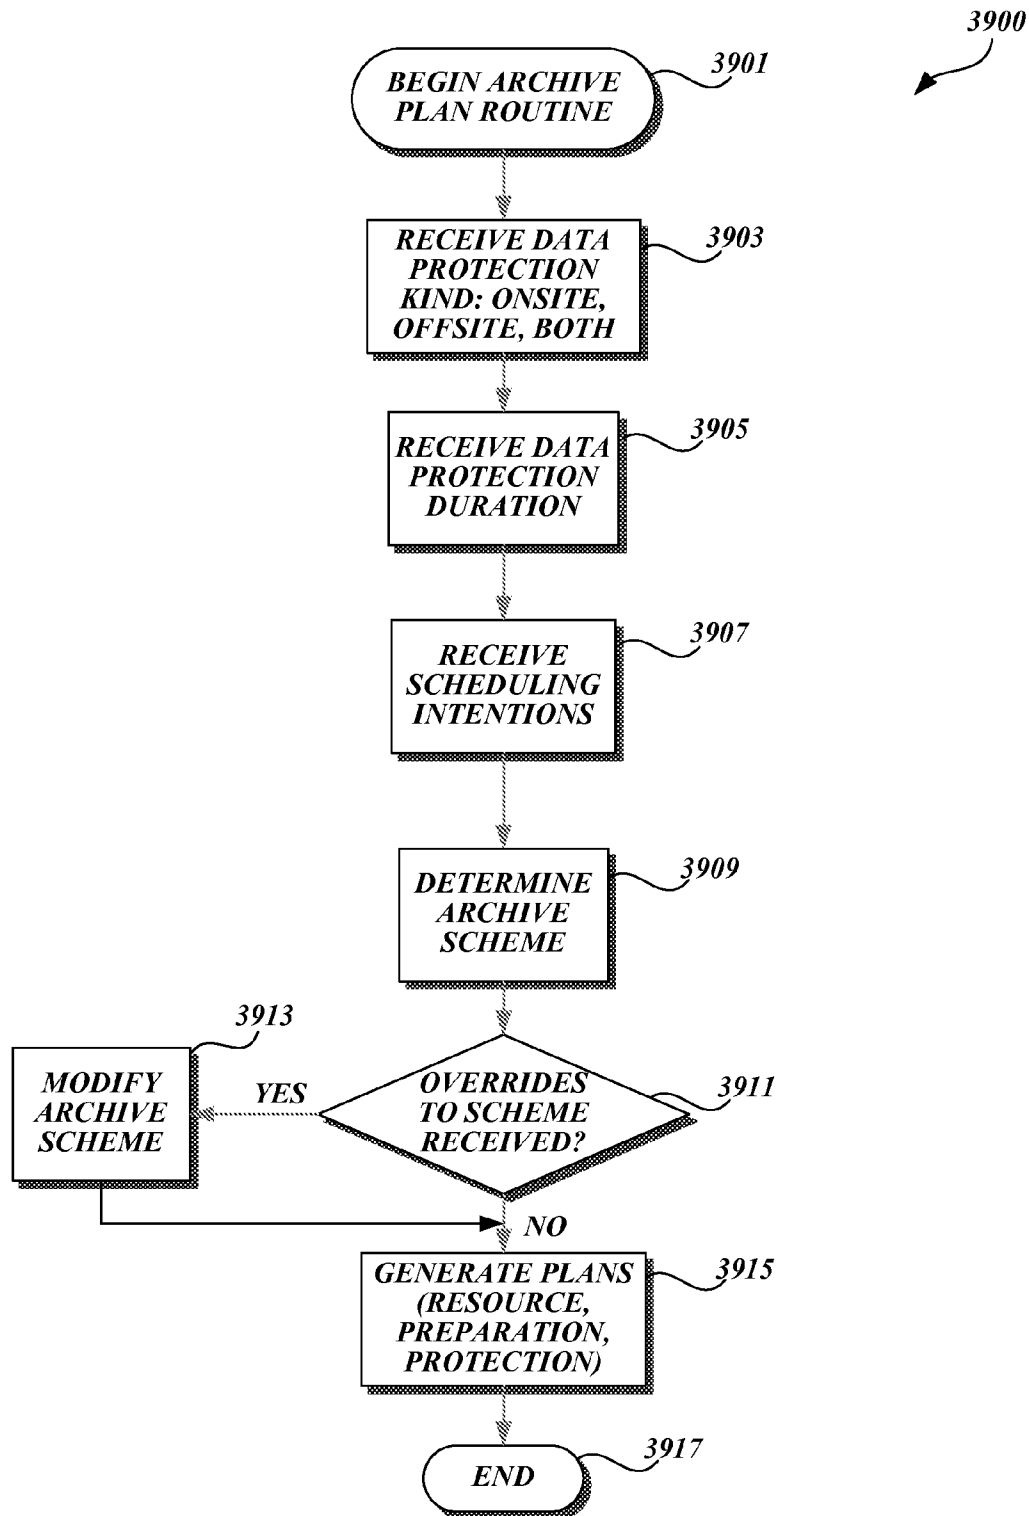 3900
BEGIN ARCHIVE
PLAN ROUTINE
3901
RECEIVE DATA
PROTECTION
KIND: ONSITE,
OFFSITE, BOTH
3903
RECEIVE DATA
PROTECTION
DURATION
3905
RECEIVE
SCHEDULING
INTENTIONS
3907
DETERMINE
ARCHIVE
SCHEME
3909
OVERRIDES
TO SCHEME
RECEIVED?
3911
YES
MODIFY
ARCHIVE
SCHEME
3913
NO
GENERATE PLANS
(RESOURCE,
PREPARATION,
PROTECTION)
3915
END
3917